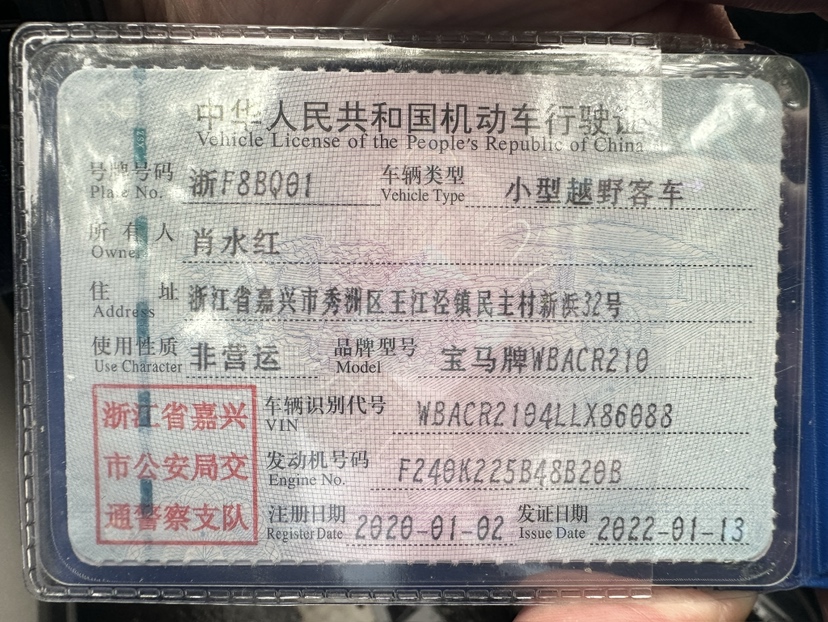 中华人民共和国机动车行驶证
Vehicle License of the People's Republic of China
号牌号码 浙F8BQ01 车辆类型 小型越野客车
Plate No. Vehicle Type
所有人 肖水红
Owner
住址 浙江省嘉兴市秀洲区王江泾镇民主村新浜32号
Address
使用性质 非营运 品牌型号 宝马牌WBACR210
Use Character Model
浙江省嘉兴 车辆识别代号 WBACR2104LLX86088
VIN
市公安局交 发动机号码 F240K225B48B20B
Engine No.
通警察支队 注册日期 2020-01-02 发证日期 2022-01-13
Register Date Issue Date